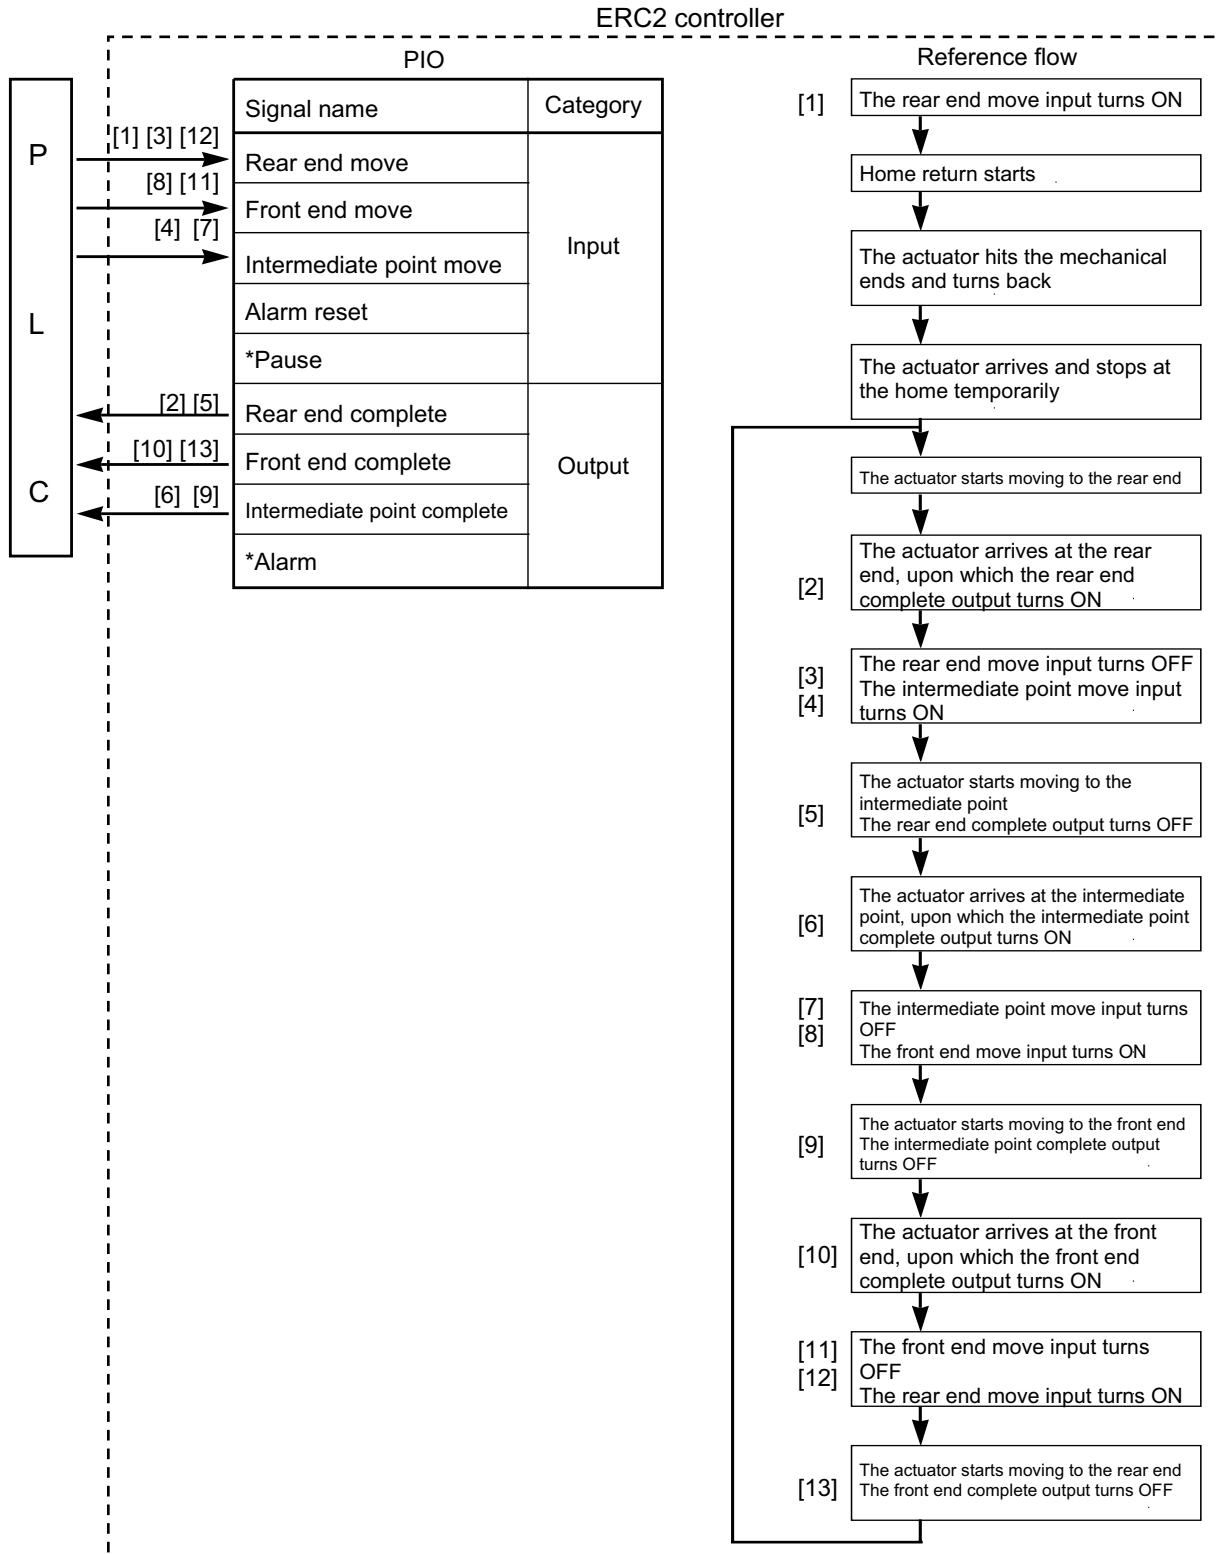 ERC2 controller
PIO
Reference flow
P
L
C
[1] [3] [12]
[8] [11]
[4] [7]
[2] [5]
[10] [13]
[6] [9]
Signal name
Category
Rear end move
Front end move
Intermediate point move
Alarm reset
*Pause
Input
Rear end complete
Front end complete
Intermediate point complete
*Alarm
Output
[1]
The rear end move input turns ON
Home return starts
The actuator hits the mechanical
ends and turns back
The actuator arrives and stops at
the home temporarily
The actuator starts moving to the rear end
[2]
The actuator arrives at the rear
end, upon which the rear end
complete output turns ON
[3]
[4]
The rear end move input turns OFF
The intermediate point move input
turns ON
[5]
The actuator starts moving to the
intermediate point
The rear end complete output turns OFF
[6]
The actuator arrives at the intermediate
point, upon which the intermediate point
complete output turns ON
[7]
[8]
The intermediate point move input turns
OFF
The front end move input turns ON
[9]
The actuator starts moving to the front end
The intermediate point complete output
turns OFF
[10]
The actuator arrives at the front
end, upon which the front end
complete output turns ON
[11]
[12]
The front end move input turns
OFF
The rear end move input turns ON
[13]
The actuator starts moving to the rear end
The front end complete output turns OFF